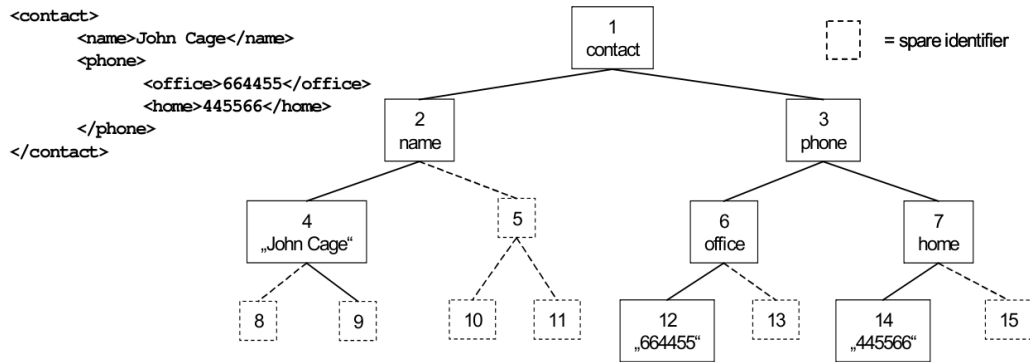 <contact>
<name>John Cage</name>
<phone>
<office>664455</office>
<home>445566</home>
</phone>
</contact>
1
contact
= spare identifier
2
name
3
phone
4
„John Cage“
5
6
office
7
home
8
9
10
11
12
„664455“
13
14
„445566“
15